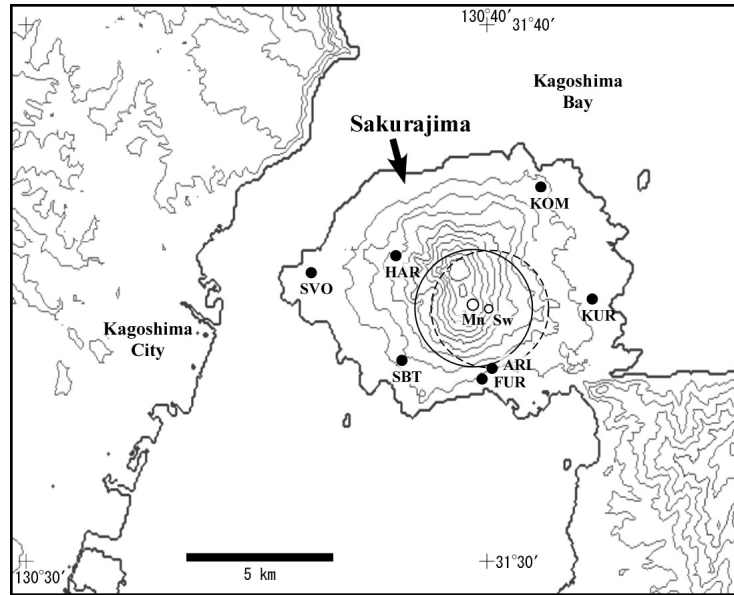 130°40′
31°40′
Kagoshima
Bay
Sakurajima
KOM
HAR
SVO
Mn
Sw
KUR
Kagoshima
City
ARI
SBT
FUR
130°30′
5 km
31°30′